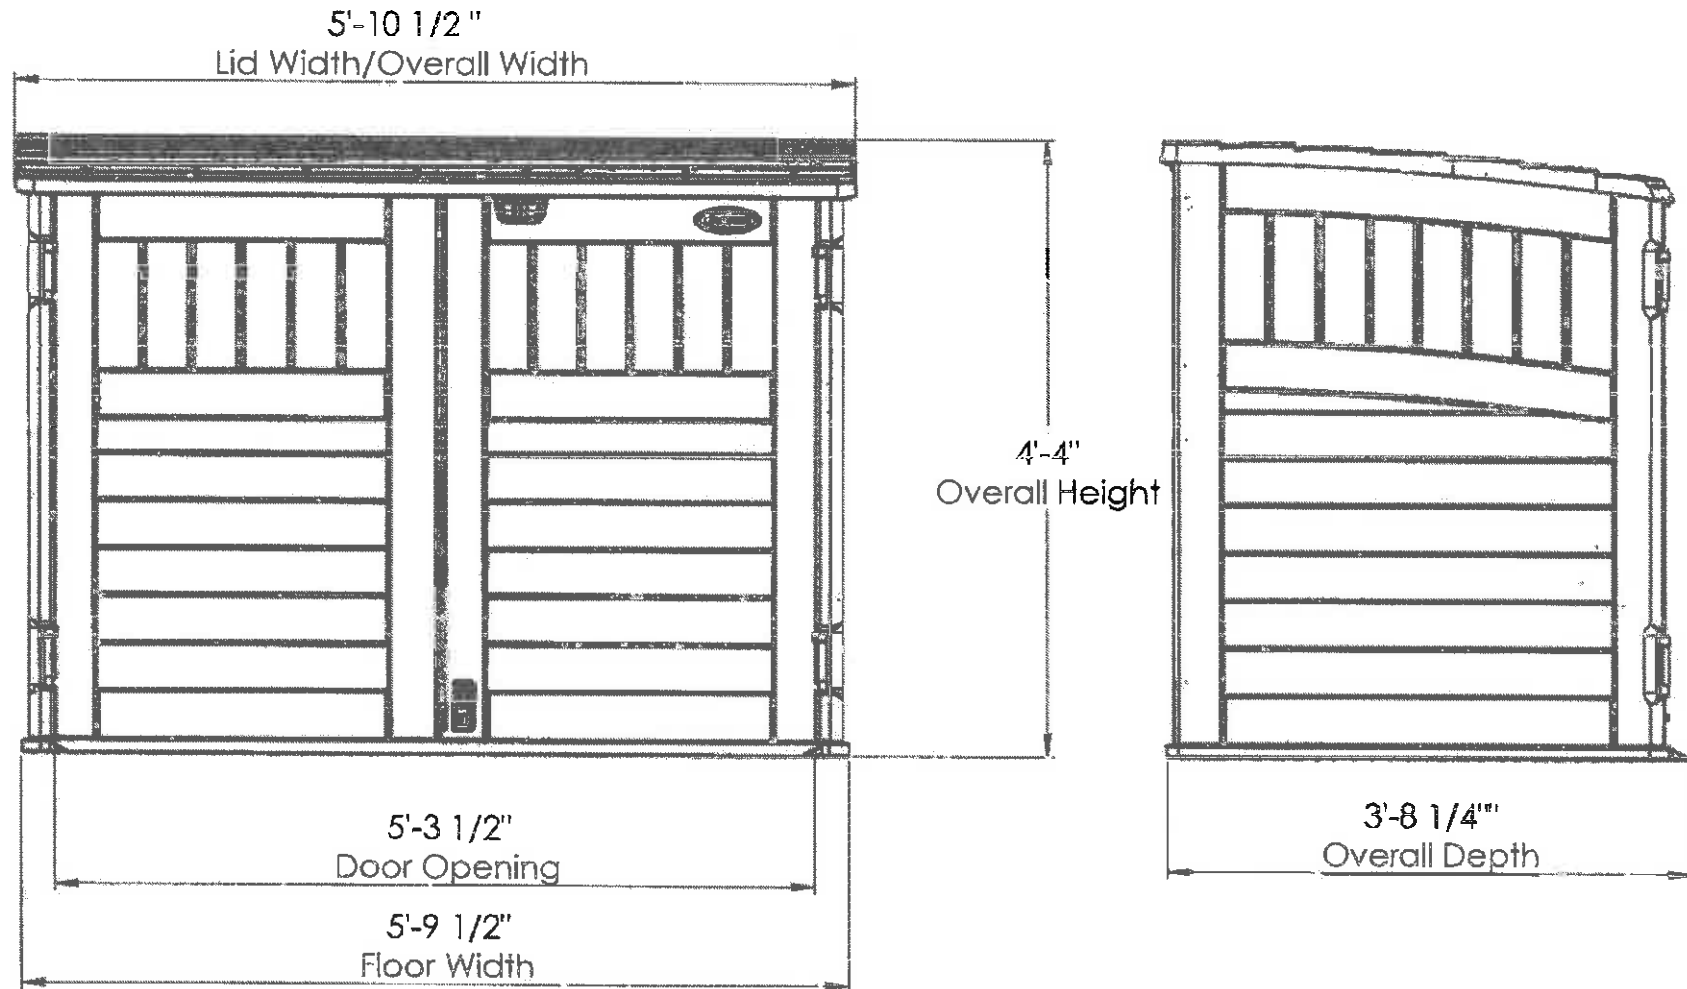 5'-10 1/2 "
Lid Width/Overall Width
4'-4"
Overall Height
5'-3 1/2"
Door Opening
5'-9 1/2"
Floor Width
3'-8 1/4""
Overall Depth